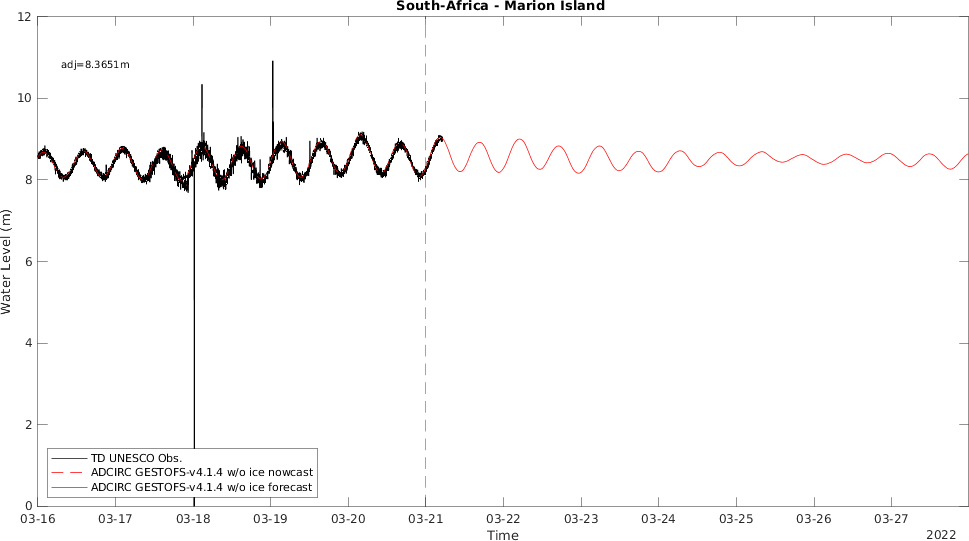 South-Africa - Marion Island
adj=8.3651m
12
10
8
6
4
2
0
Water Level (m)
TD UNESCO Obs.
ADCIRC GESTOFS-v4.1.4 w/o ice nowcast
ADCIRC GESTOFS-v4.1.4 w/o ice forecast
03-16 03-17 03-18 03-19 03-20 03-21 03-22 03-23 03-24 03-25 03-26 03-27
Time
2022